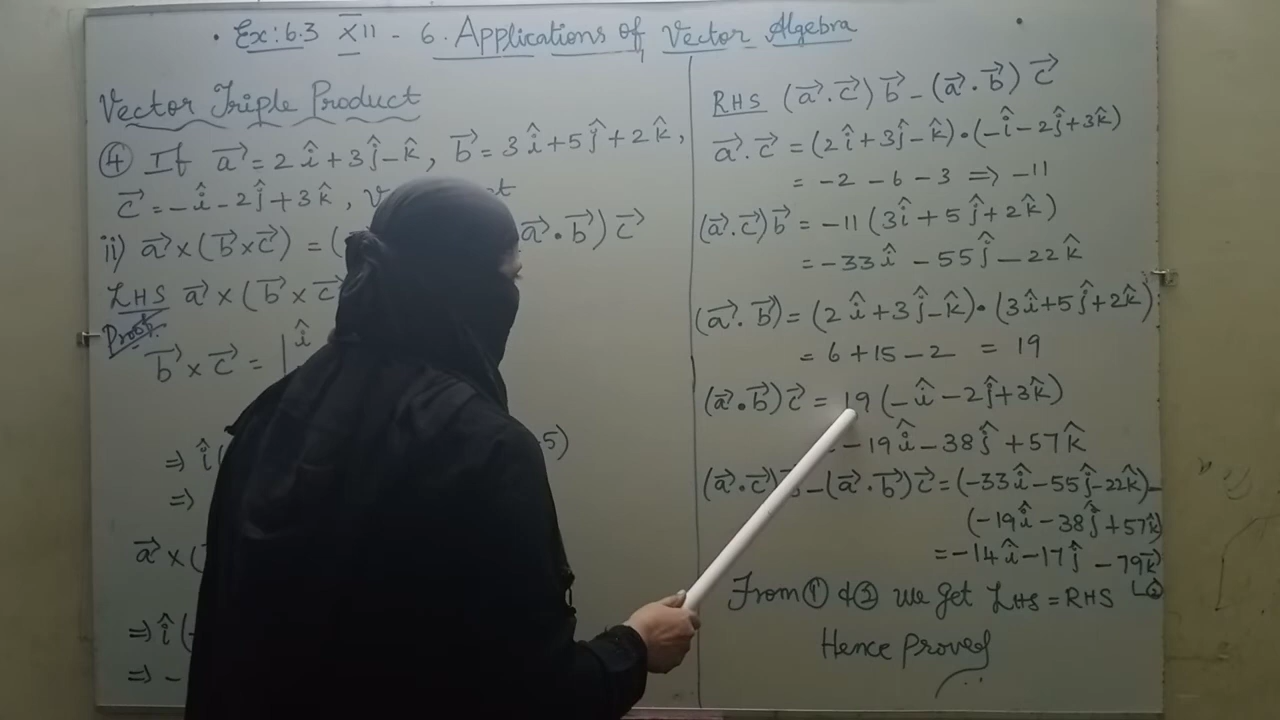 Ex: 6.3 XII - 6. Applications of Vector Algebra
Vector Triple Product
④ If a⃗ = 2î + 3ĵ - k̂, b⃗ = 3î + 5ĵ + 2k̂,
c⃗ = -î - 2ĵ + 3k̂,
ii) a⃗ × (b⃗ × c⃗) = ( a⃗ · b⃗) c⃗
LHS a⃗ × (b⃗ × c⃗
Proof
b⃗ × c⃗ = | î
⇒ î( -5)
⇒
a⃗ × (
⇒ î(-
⇒ -
RHS (a⃗ · c⃗) b⃗ - (a⃗ · b⃗) c⃗
a⃗ · c⃗ = (2î + 3ĵ - k̂) · (-î - 2ĵ + 3k̂)
= -2 - 6 - 3 ⇒ -11
(a⃗ · c⃗) b⃗ = -11 (3î + 5ĵ + 2k̂)
= -33î - 55ĵ - 22k̂
(a⃗ · b⃗) = (2î + 3ĵ - k̂) · (3î + 5ĵ + 2k̂)
= 6 + 15 - 2 = 19
(a⃗ · b⃗) c⃗ = 19 (-î - 2ĵ + 3k̂)
= -19î - 38ĵ + 57k̂
(a⃗ · c⃗) b⃗ - (a⃗ · b⃗) c⃗ = (-33î - 55ĵ - 22k̂) -
(-19î - 38ĵ + 57k̂)
= -14î - 17ĵ - 79k̂
②
From ① & ② we get LHS = RHS
Hence Proved